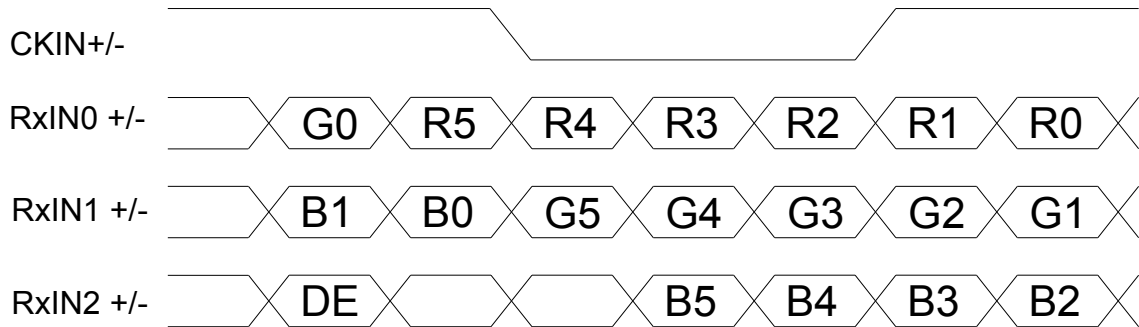 CKIN+/-
RxIN0 +/- G0 R5 R4 R3 R2 R1 R0
RxIN1 +/- B1 B0 G5 G4 G3 G2 G1
RxIN2 +/- DE B5 B4 B3 B2